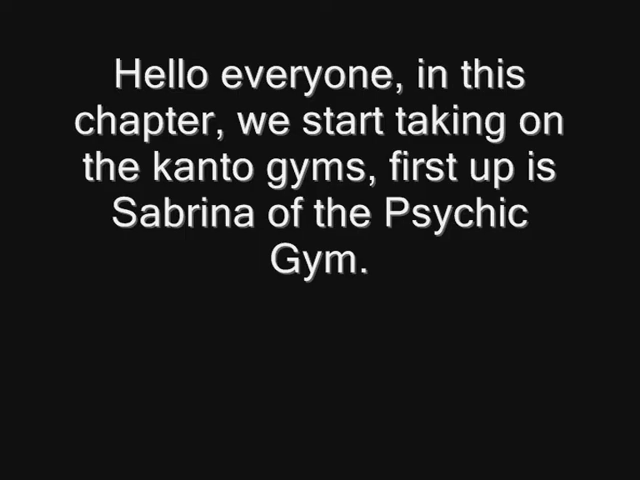 Hello everyone, in this
chapter, we start taking on
the kanto gyms, first up is
Sabrina of the Psychic
Gym.